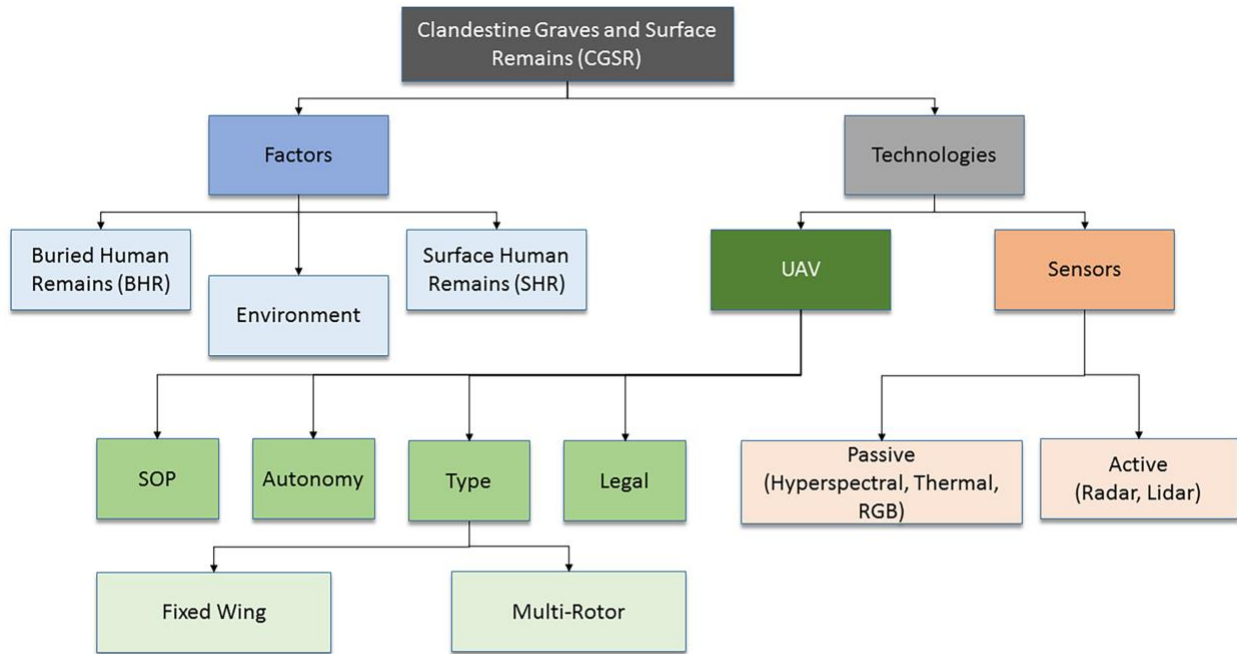 Clandestine Graves and Surface
Remains (CGSR)
Factors
Technologies
Buried Human
Remains (BHR)
Environment
Surface Human
Remains (SHR)
UAV
Sensors
SOP
Autonomy
Type
Legal
Passive
(Hyperspectral, Thermal,
RGB)
Active
(Radar, Lidar)
Fixed Wing
Multi-Rotor